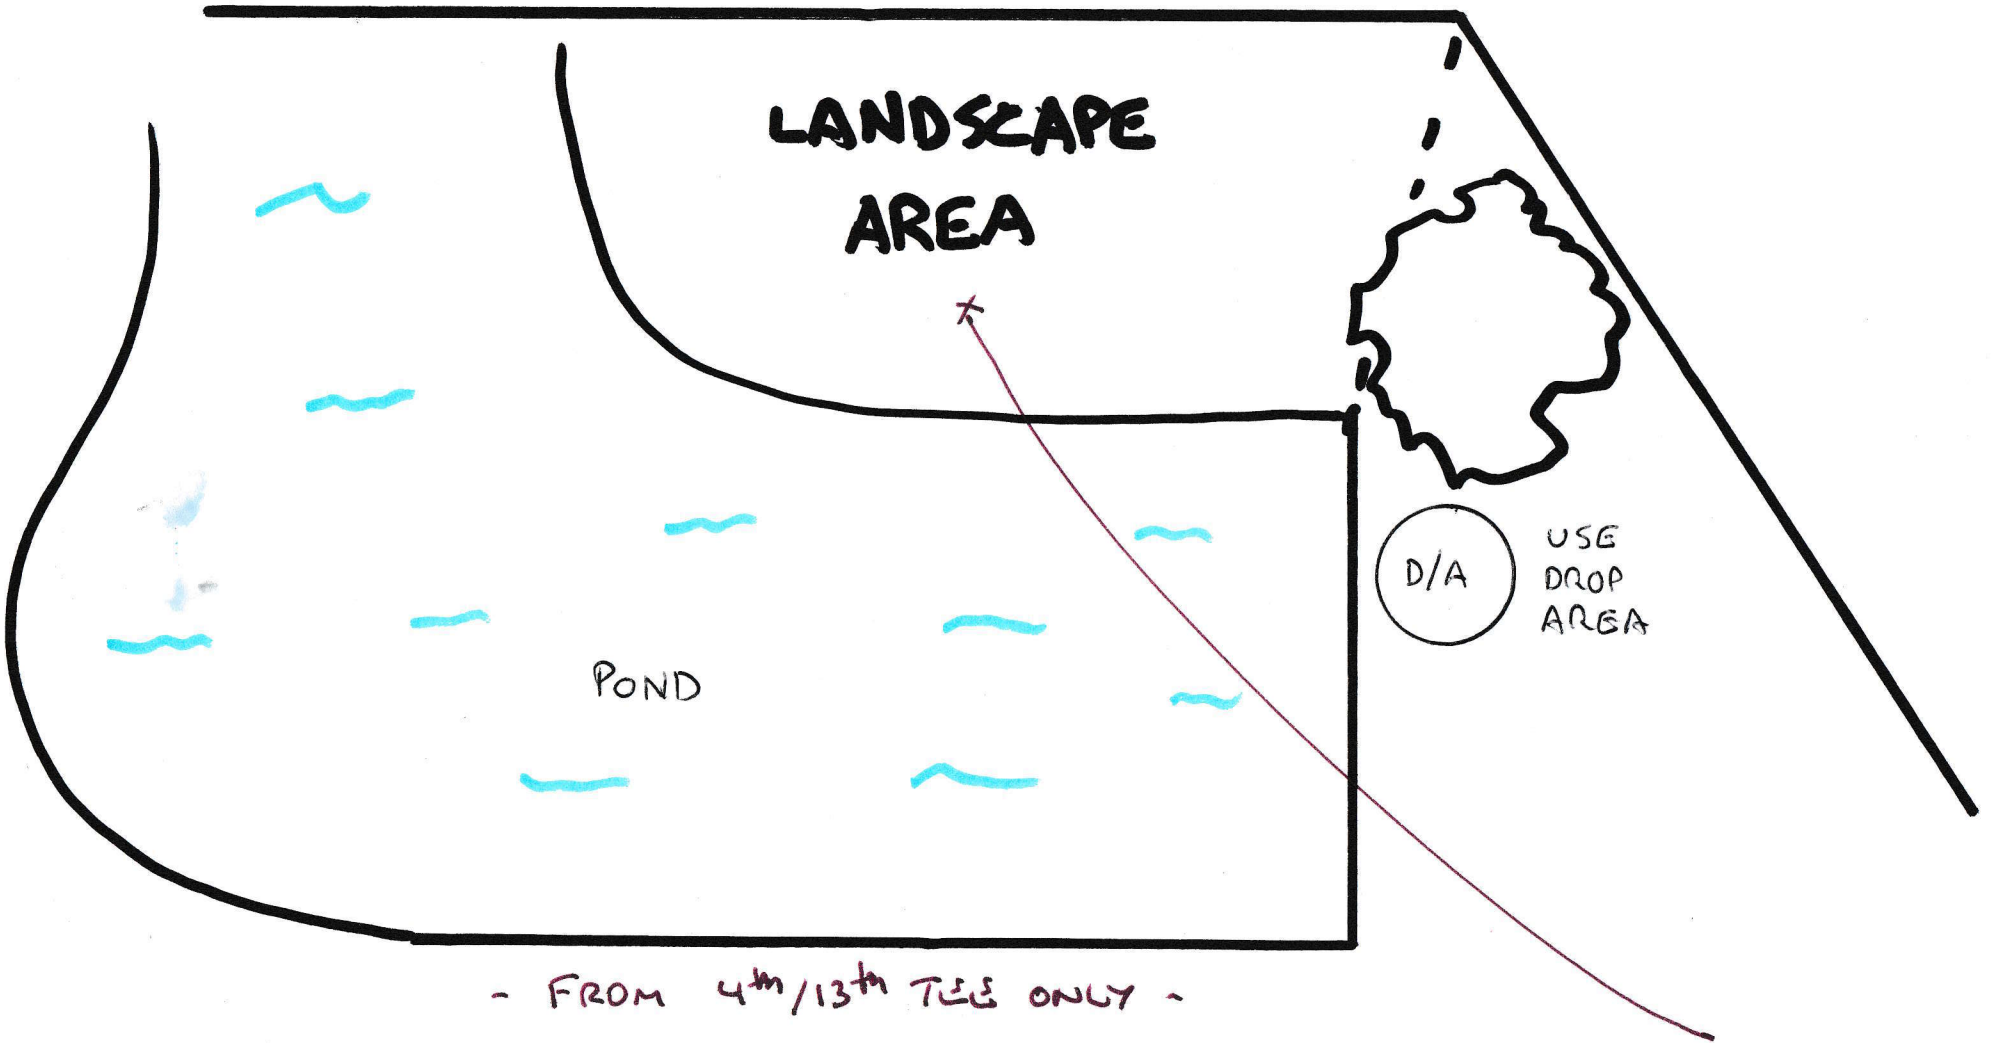 LANDSCAPE
AREA
D/A
USE
DROP
AREA
POND
- FROM 4th/13th TEE ONLY -